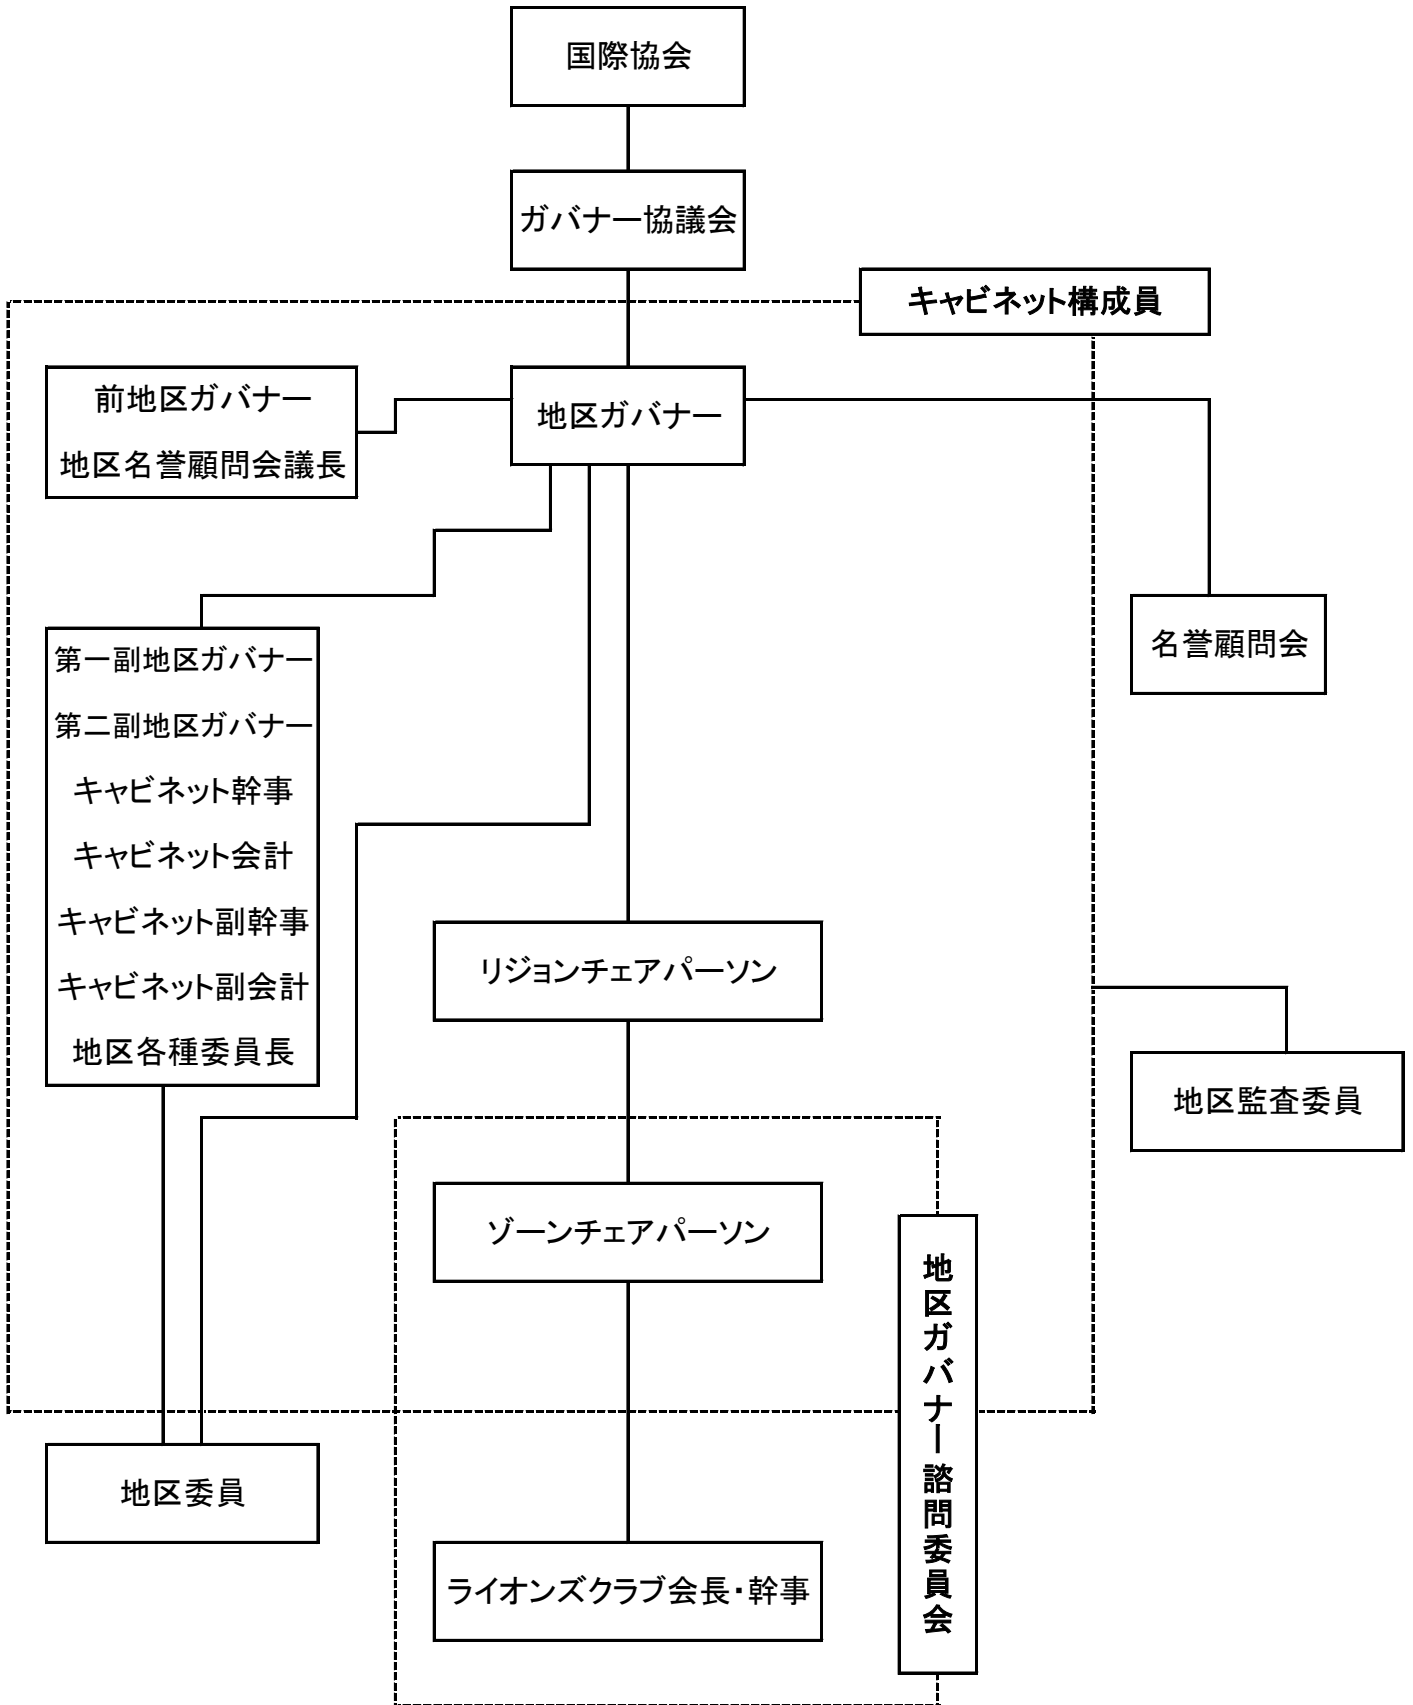 国際協会
ガバナー協議会
キャビネット構成員
前地区ガバナー
地区名誉顧問会議長
地区ガバナー
名誉顧問会
第一副地区ガバナー
第二副地区ガバナー
キャビネット幹事
キャビネット会計
キャビネット副幹事
キャビネット副会計
地区各種委員長
リジョンチェアパーソン
地区監査委員
ゾーンチェアパーソン
地区ガバナー諮問委員会
地区委員
ライオンズクラブ会長・幹事